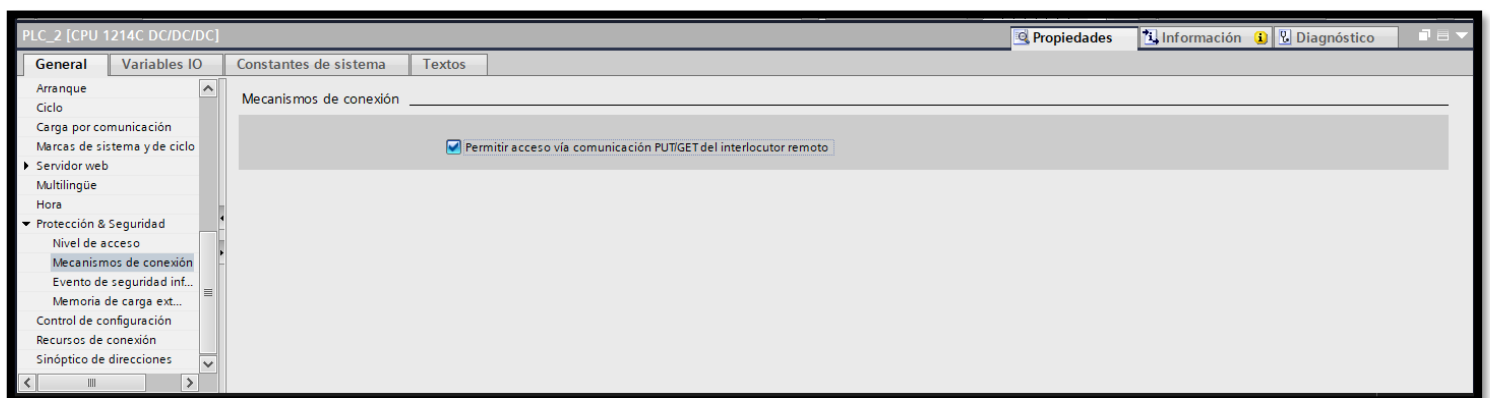 PLC_2 [CPU 1214C DC/DC/DC]
Propiedades
Información
Diagnóstico
General
Variables IO
Constantes de sistema
Textos
Arranque
Ciclo
Carga por comunicación
Marcas de sistema y de ciclo
Servidor web
Multilingüe
Hora
Protección & Seguridad
Nivel de acceso
Mecanismos de conexión
Evento de seguridad inf...
Memoria de carga ext...
Control de configuración
Recursos de conexión
Sinóptico de direcciones
Mecanismos de conexión
Permitir acceso vía comunicación PUT/GET del interlocutor remoto